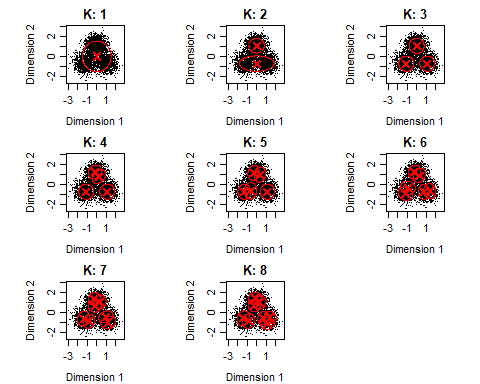 K: 1
K: 2
K: 3
Dimension 2
-2 0 2
-3 -1 1
Dimension 1
Dimension 2
-2 0 2
-3 -1 1
Dimension 1
Dimension 2
-2 0 2
-3 -1 1
Dimension 1
K: 4
K: 5
K: 6
Dimension 2
-2 0 2
-3 -1 1
Dimension 1
Dimension 2
-2 0 2
-3 -1 1
Dimension 1
Dimension 2
-2 0 2
-3 -1 1
Dimension 1
K: 7
K: 8
Dimension 2
-2 0 2
-3 -1 1
Dimension 1
Dimension 2
-2 0 2
-3 -1 1
Dimension 1